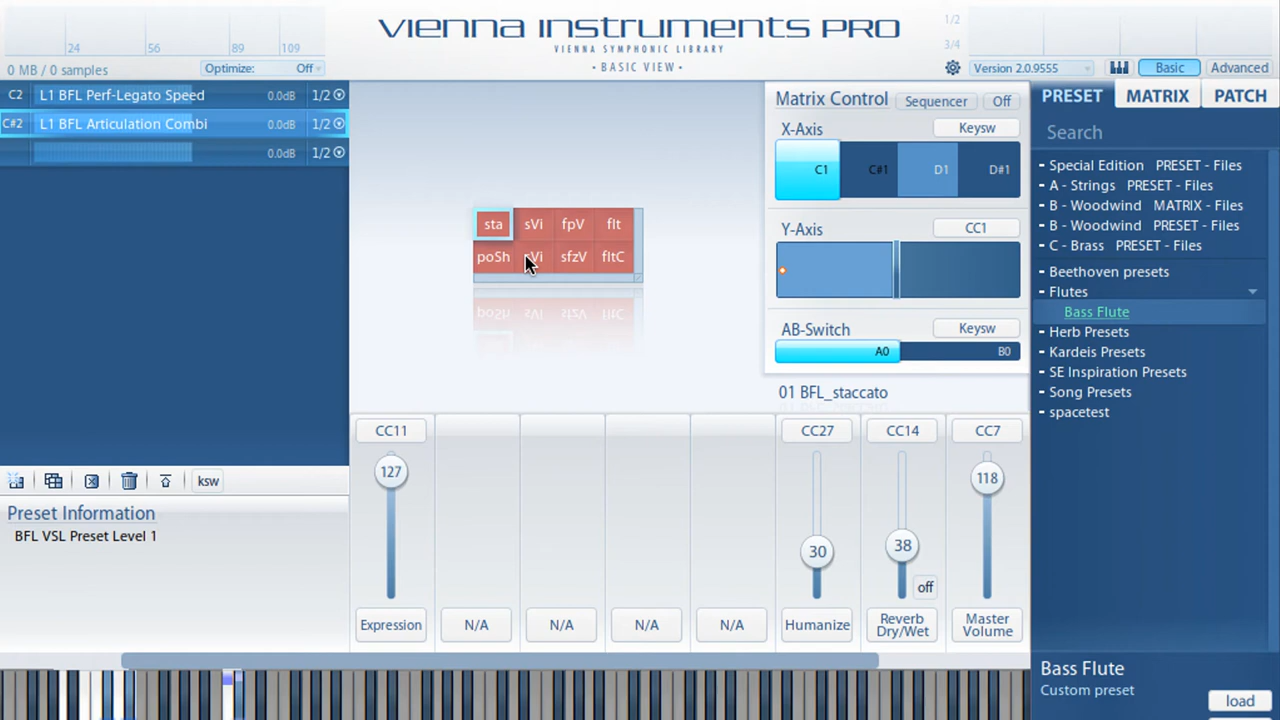 24 56 89 109
0 MB / 0 samples Optimize: Off
VIENNA INSTRUMENTS PRO
VIENNA SYMPHONIC LIBRARY
• BASIC VIEW •
1/2
3/4
Version 2.0.9555 Basic Advanced
C2 L1 BFL Perf-Legato Speed 0.0dB 1/2
C#2 L1 BFL Articulation Combi 0.0dB 1/2
0.0dB 1/2
ksw
Preset Information
BFL VSL Preset Level 1
sta sVi fpV flt
poSh sVi sfzV fltC
Matrix Control Sequencer Off
X-Axis Keysw
C1 C#1 D1 D#1
Y-Axis CC1
AB-Switch Keysw
A0 B0
01 BFL_staccato
CC11 CC27 CC14 CC7
127 30 38 118
off
Expression N/A N/A N/A N/A Humanize Reverb Dry/Wet Master Volume
PRESET MATRIX PATCH
Search
Special Edition PRESET - Files
A - Strings PRESET - Files
B - Woodwind MATRIX - Files
B - Woodwind PRESET - Files
C - Brass PRESET - Files
Beethoven presets
Flutes
Bass Flute
Herb Presets
Kardeis Presets
SE Inspiration Presets
Song Presets
spacetest
Bass Flute
Custom preset
load